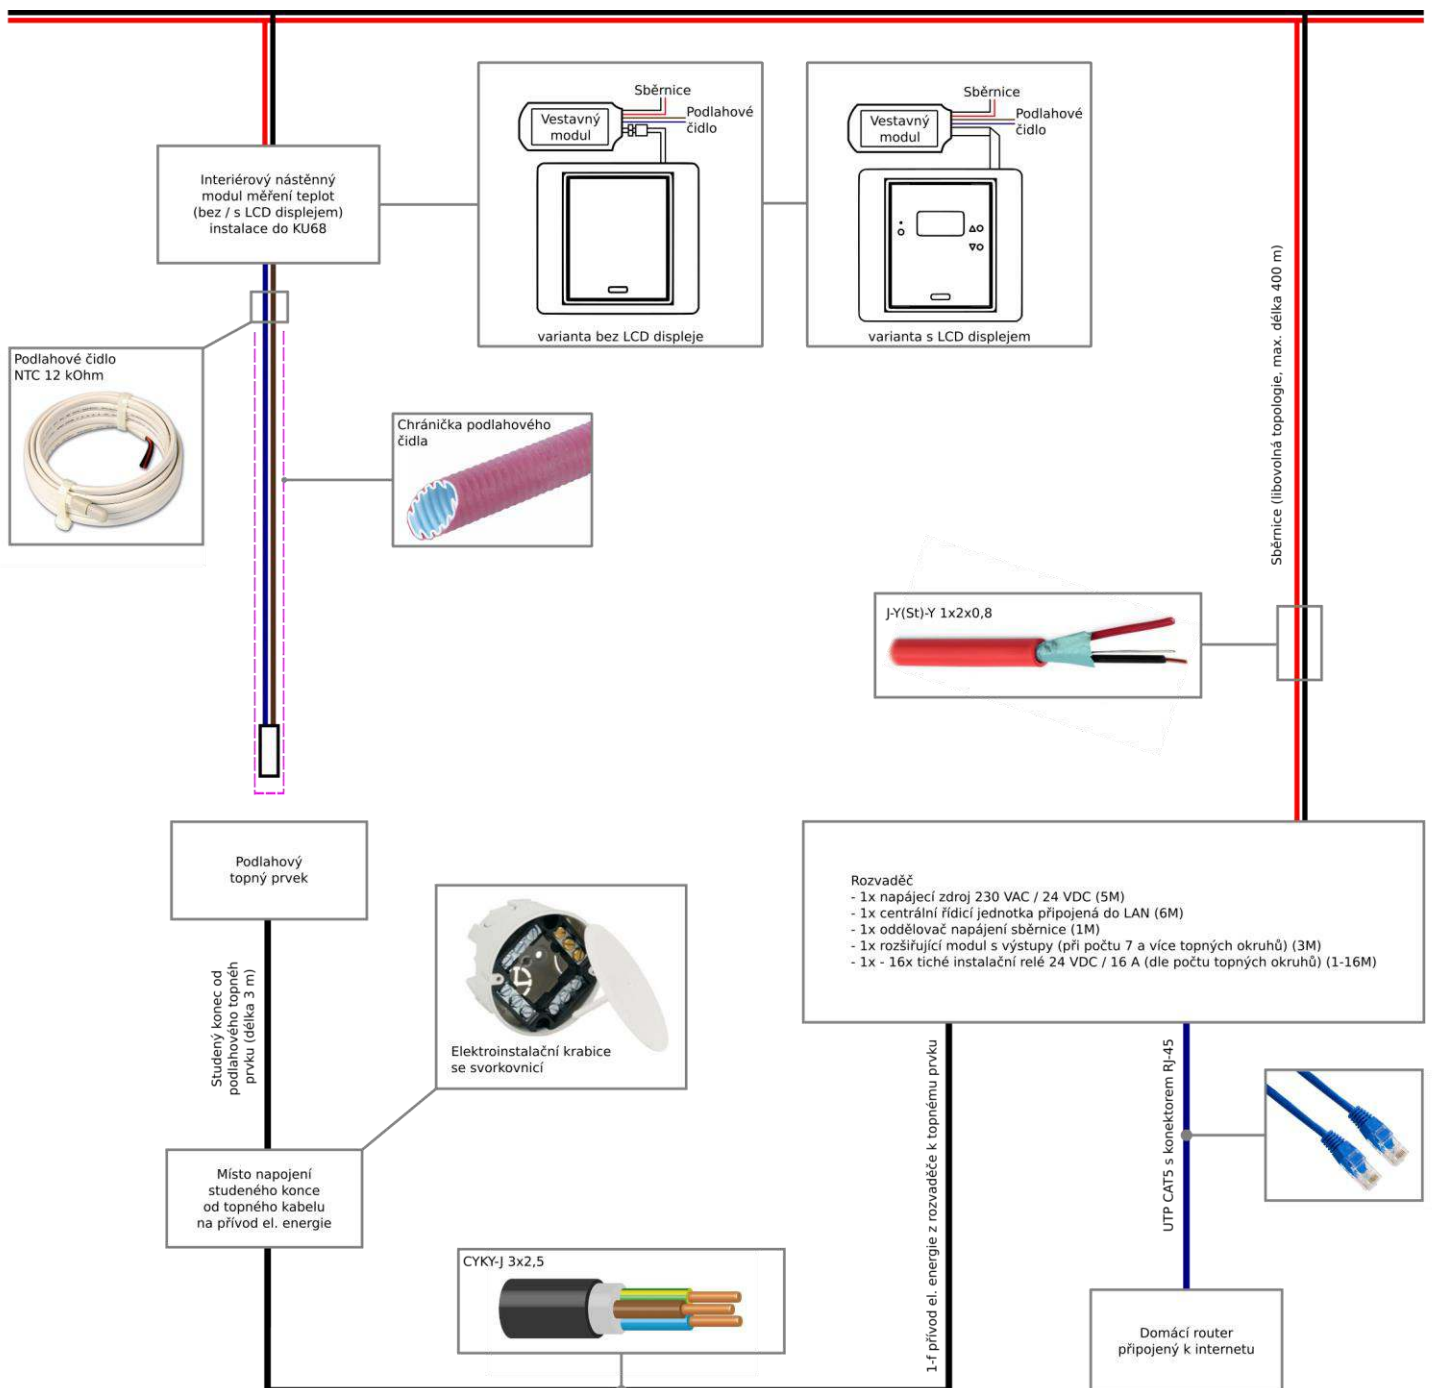 Sběrnice
Vestavný
modul
Podlahové
čidlo
varianta bez LCD displeje
Sběrnice
Vestavný
modul
Podlahové
čidlo
varianta s LCD displejem
Interiérový nástěnný
modul měření teplot
(bez / s LCD displejem)
instalace do KU68
Podlahové čidlo
NTC 12 kOhm
Chránička podlahového
čidla
Sběrnice (libovolná topologie, max. délka 400 m)
J-Y(St)-Y 1x2x0,8
Podlahový
topný prvek
Rozvaděč
- 1x napájecí zdroj 230 VAC / 24 VDC (5M)
- 1x centrální řídicí jednotka připojená do LAN (6M)
- 1x oddělovač napájení sběrnice (1M)
- 1x rozšiřující modul s výstupy (při počtu 7 a více topných okruhů) (3M)
- 1x - 16x tiché instalační relé 24 VDC / 16 A (dle počtu topných okruhů) (1-16M)
Studený konec od
podlahového topnéh
prvku (délka 3 m)
Elektroinstalační krabice
se svorkovnicí
Místo napojení
studeného konce
od topného kabelu
na přívod el. energie
CYKY-J 3x2,5
1-f přívod el. energie z rozvaděče k topnému prvku
UTP CAT5 s konektorem RJ-45
Domácí router
připojený k internetu